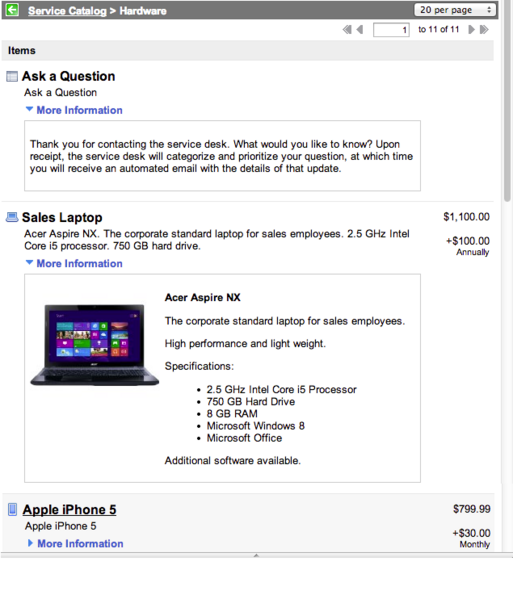 Service Catalog > Hardware
20 per page
1 to 11 of 11
Items
Ask a Question
Ask a Question
More Information
Thank you for contacting the service desk. What would you like to know? Upon
receipt, the service desk will categorize and prioritize your question, at which time
you will receive an automated email with the details of that update.
Sales Laptop
$1,100.00
Acer Aspire NX. The corporate standard laptop for sales employees. 2.5 GHz Intel
Core i5 processor. 750 GB hard drive.
+$100.00
Annually
More Information
Acer Aspire NX
The corporate standard laptop for sales employees.
High performance and light weight.
Specifications:
• 2.5 GHz Intel Core i5 Processor
• 750 GB Hard Drive
• 8 GB RAM
• Microsoft Windows 8
• Microsoft Office
Additional software available.
Apple iPhone 5
$799.99
Apple iPhone 5
+$30.00
Monthly
More Information